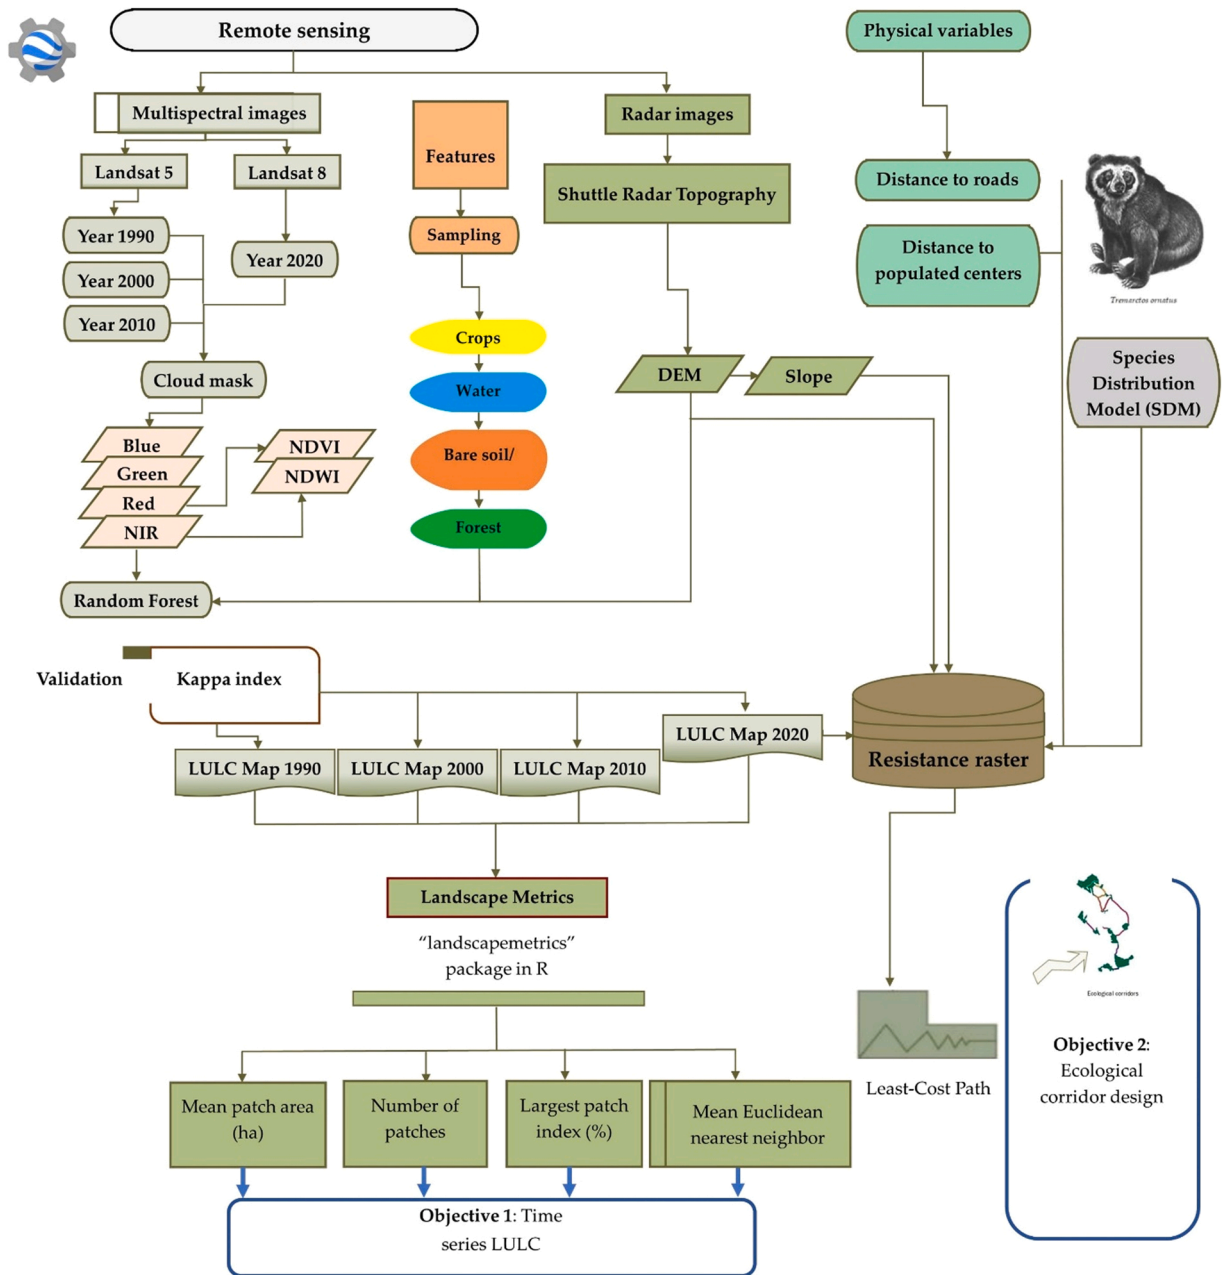 Remote sensing
Physical variables
Multispectral images
Radar images
Features
Landsat 5
Landsat 8
Shuttle Radar Topography
Distance to roads
Year 1990
Sampling
Year 2020
Distance to
populated centers
Year 2000
Year 2010
Tremarctos ornatus
Crops
Cloud mask
DEM
Slope
Species
Distribution
Model (SDM)
Water
Blue
NDVI
Bare soil/
Green
NDWI
Red
NIR
Forest
Random Forest
Validation
Kappa index
LULC Map 2020
LULC Map 1990
LULC Map 2000
LULC Map 2010
Resistance raster
Landscape Metrics
"landscapemetrics"
package in R
Ecological corridors
Objective 2:
Ecological
corridor design
Least-Cost Path
Mean patch area
(ha)
Number of
patches
Largest patch
index (%)
Mean Euclidean
nearest neighbor
Objective 1: Time
series LULC